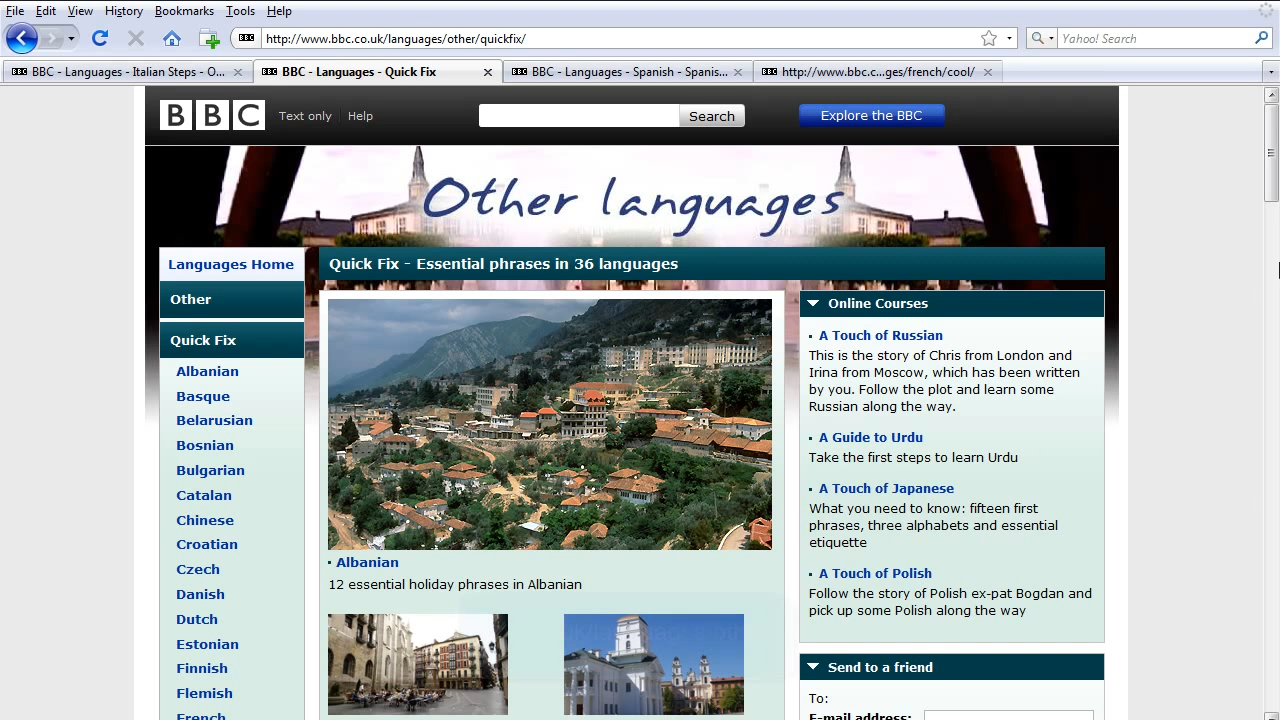 File Edit View History Bookmarks Tools Help
BBC http://www.bbc.co.uk/languages/other/quickfix/ Yahoo! Search
BBC BBC - Languages - Italian Steps - O...
BBC BBC - Languages - Quick Fix
BBC BBC - Languages - Spanish - Spanis...
BBC http://www.bbc.c...ges/french/cool/
BBC Text only Help Search Explore the BBC
Other languages
Languages Home
Other
Quick Fix
Albanian
Basque
Belarusian
Bosnian
Bulgarian
Catalan
Chinese
Croatian
Czech
Danish
Dutch
Estonian
Finnish
Flemish
French
Quick Fix - Essential phrases in 36 languages
Albanian
12 essential holiday phrases in Albanian
Online Courses
A Touch of Russian
This is the story of Chris from London and
Irina from Moscow, which has been written
by you. Follow the plot and learn some
Russian along the way.
A Guide to Urdu
Take the first steps to learn Urdu
A Touch of Japanese
What you need to know: fifteen first
phrases, three alphabets and essential
etiquette
A Touch of Polish
Follow the story of Polish ex-pat Bogdan and
pick up some Polish along the way
Send to a friend
To:
E-mail address: